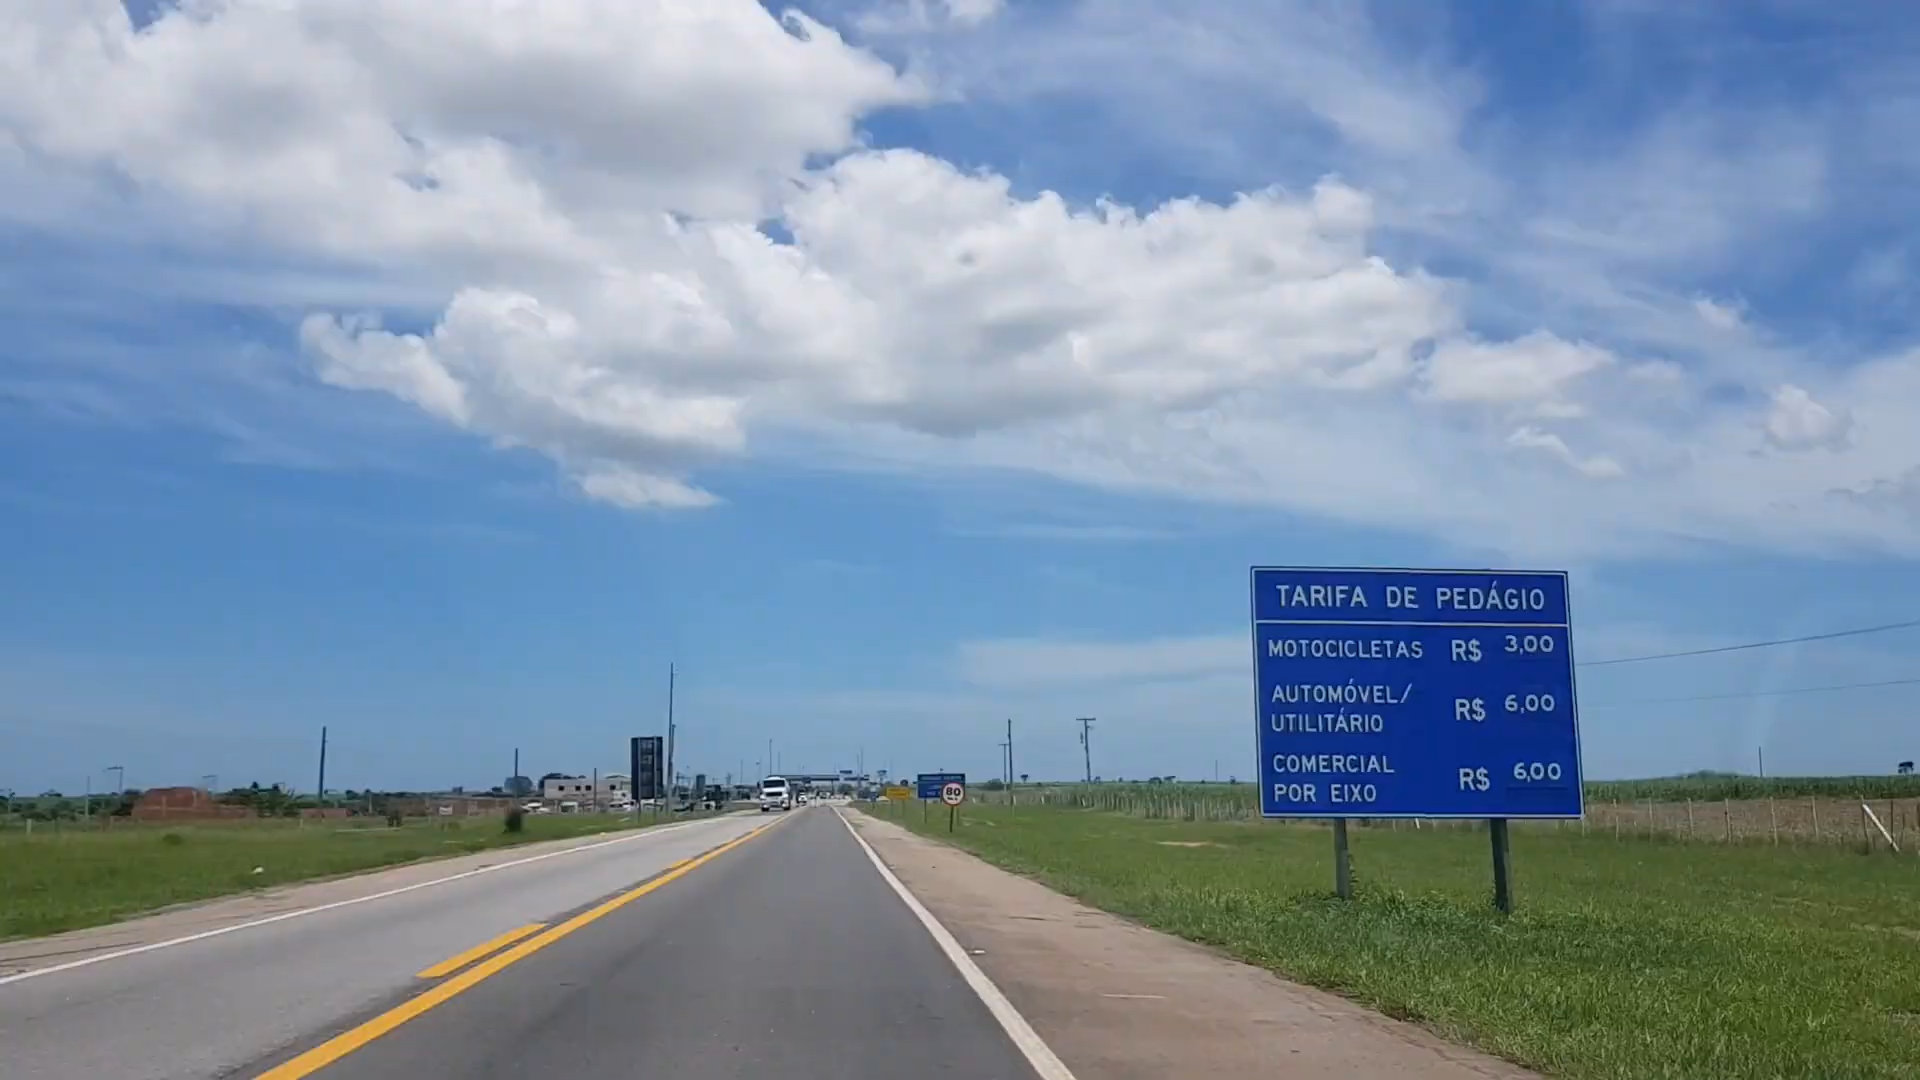 TARIFA DE PEDÁGIO
MOTOCICLETAS R$ 3,00
AUTOMÓVEL/
UTILITÁRIO R$ 6,00
COMERCIAL
POR EIXO R$ 6,00
80